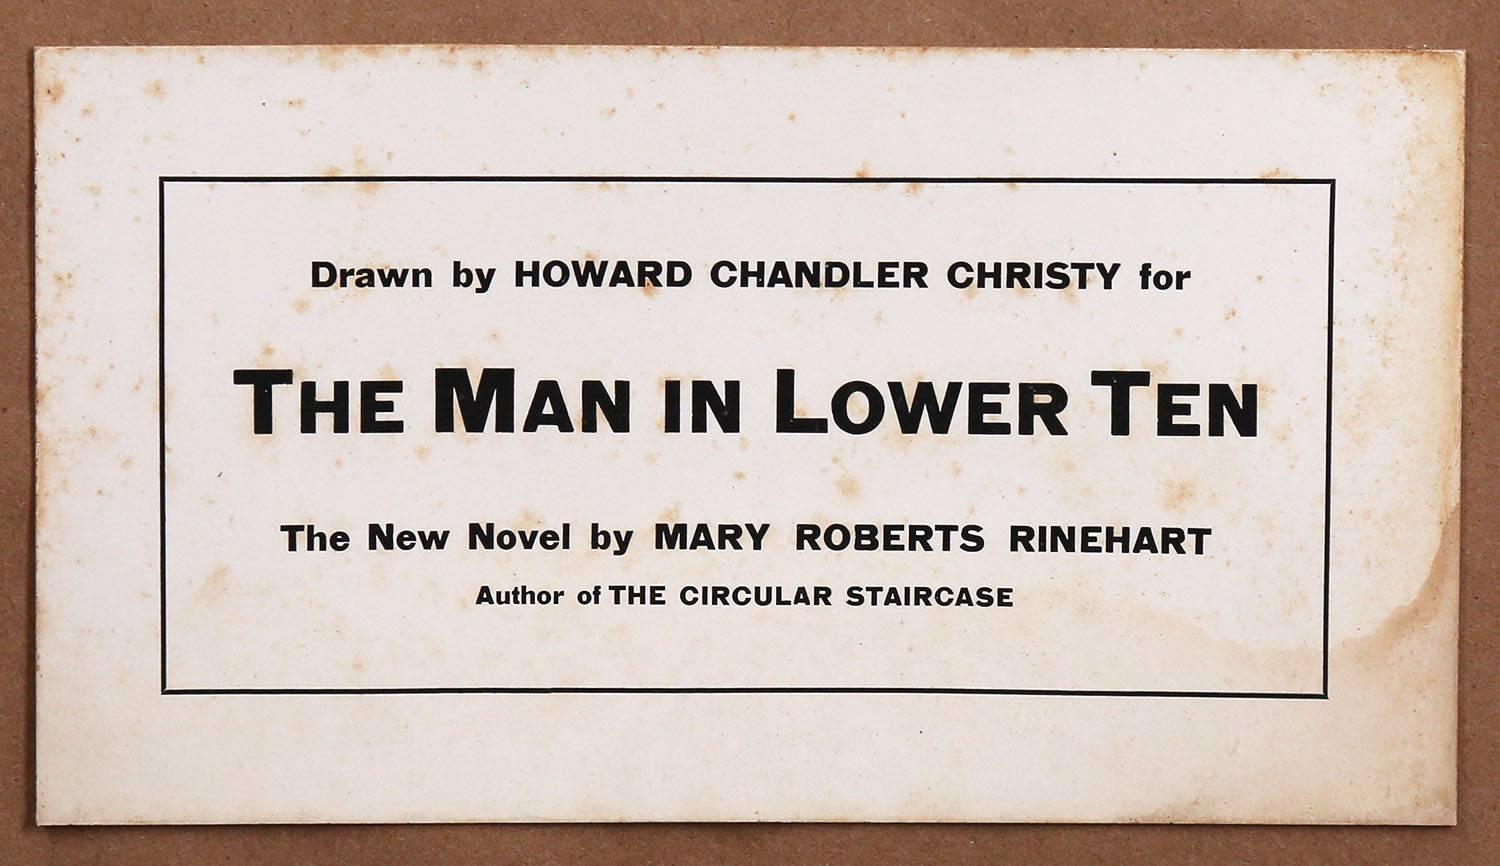 Drawn by HOWARD CHANDLER CHRISTY for
THE MAN IN LOWER TEN
The New Novel by MARY ROBERTS RINEHART
Author of THE CIRCULAR STAIRCASE